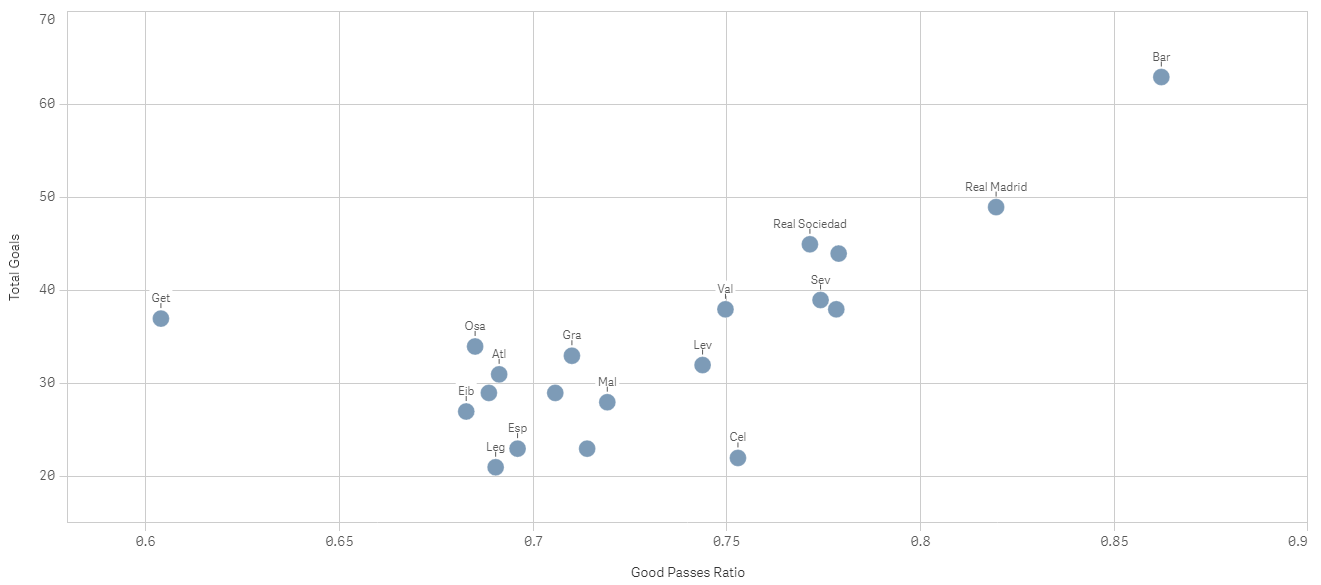 70
60
50
40
30
20
Total Goals
Bar
Real Madrid
Real Sociedad
Sev
Val
Get
Osa
Gra
Lev
Atl
Mal
Eib
Esp
Cel
Leg
0.6
0.65
0.7
0.75
0.8
0.85
0.9
Good Passes Ratio